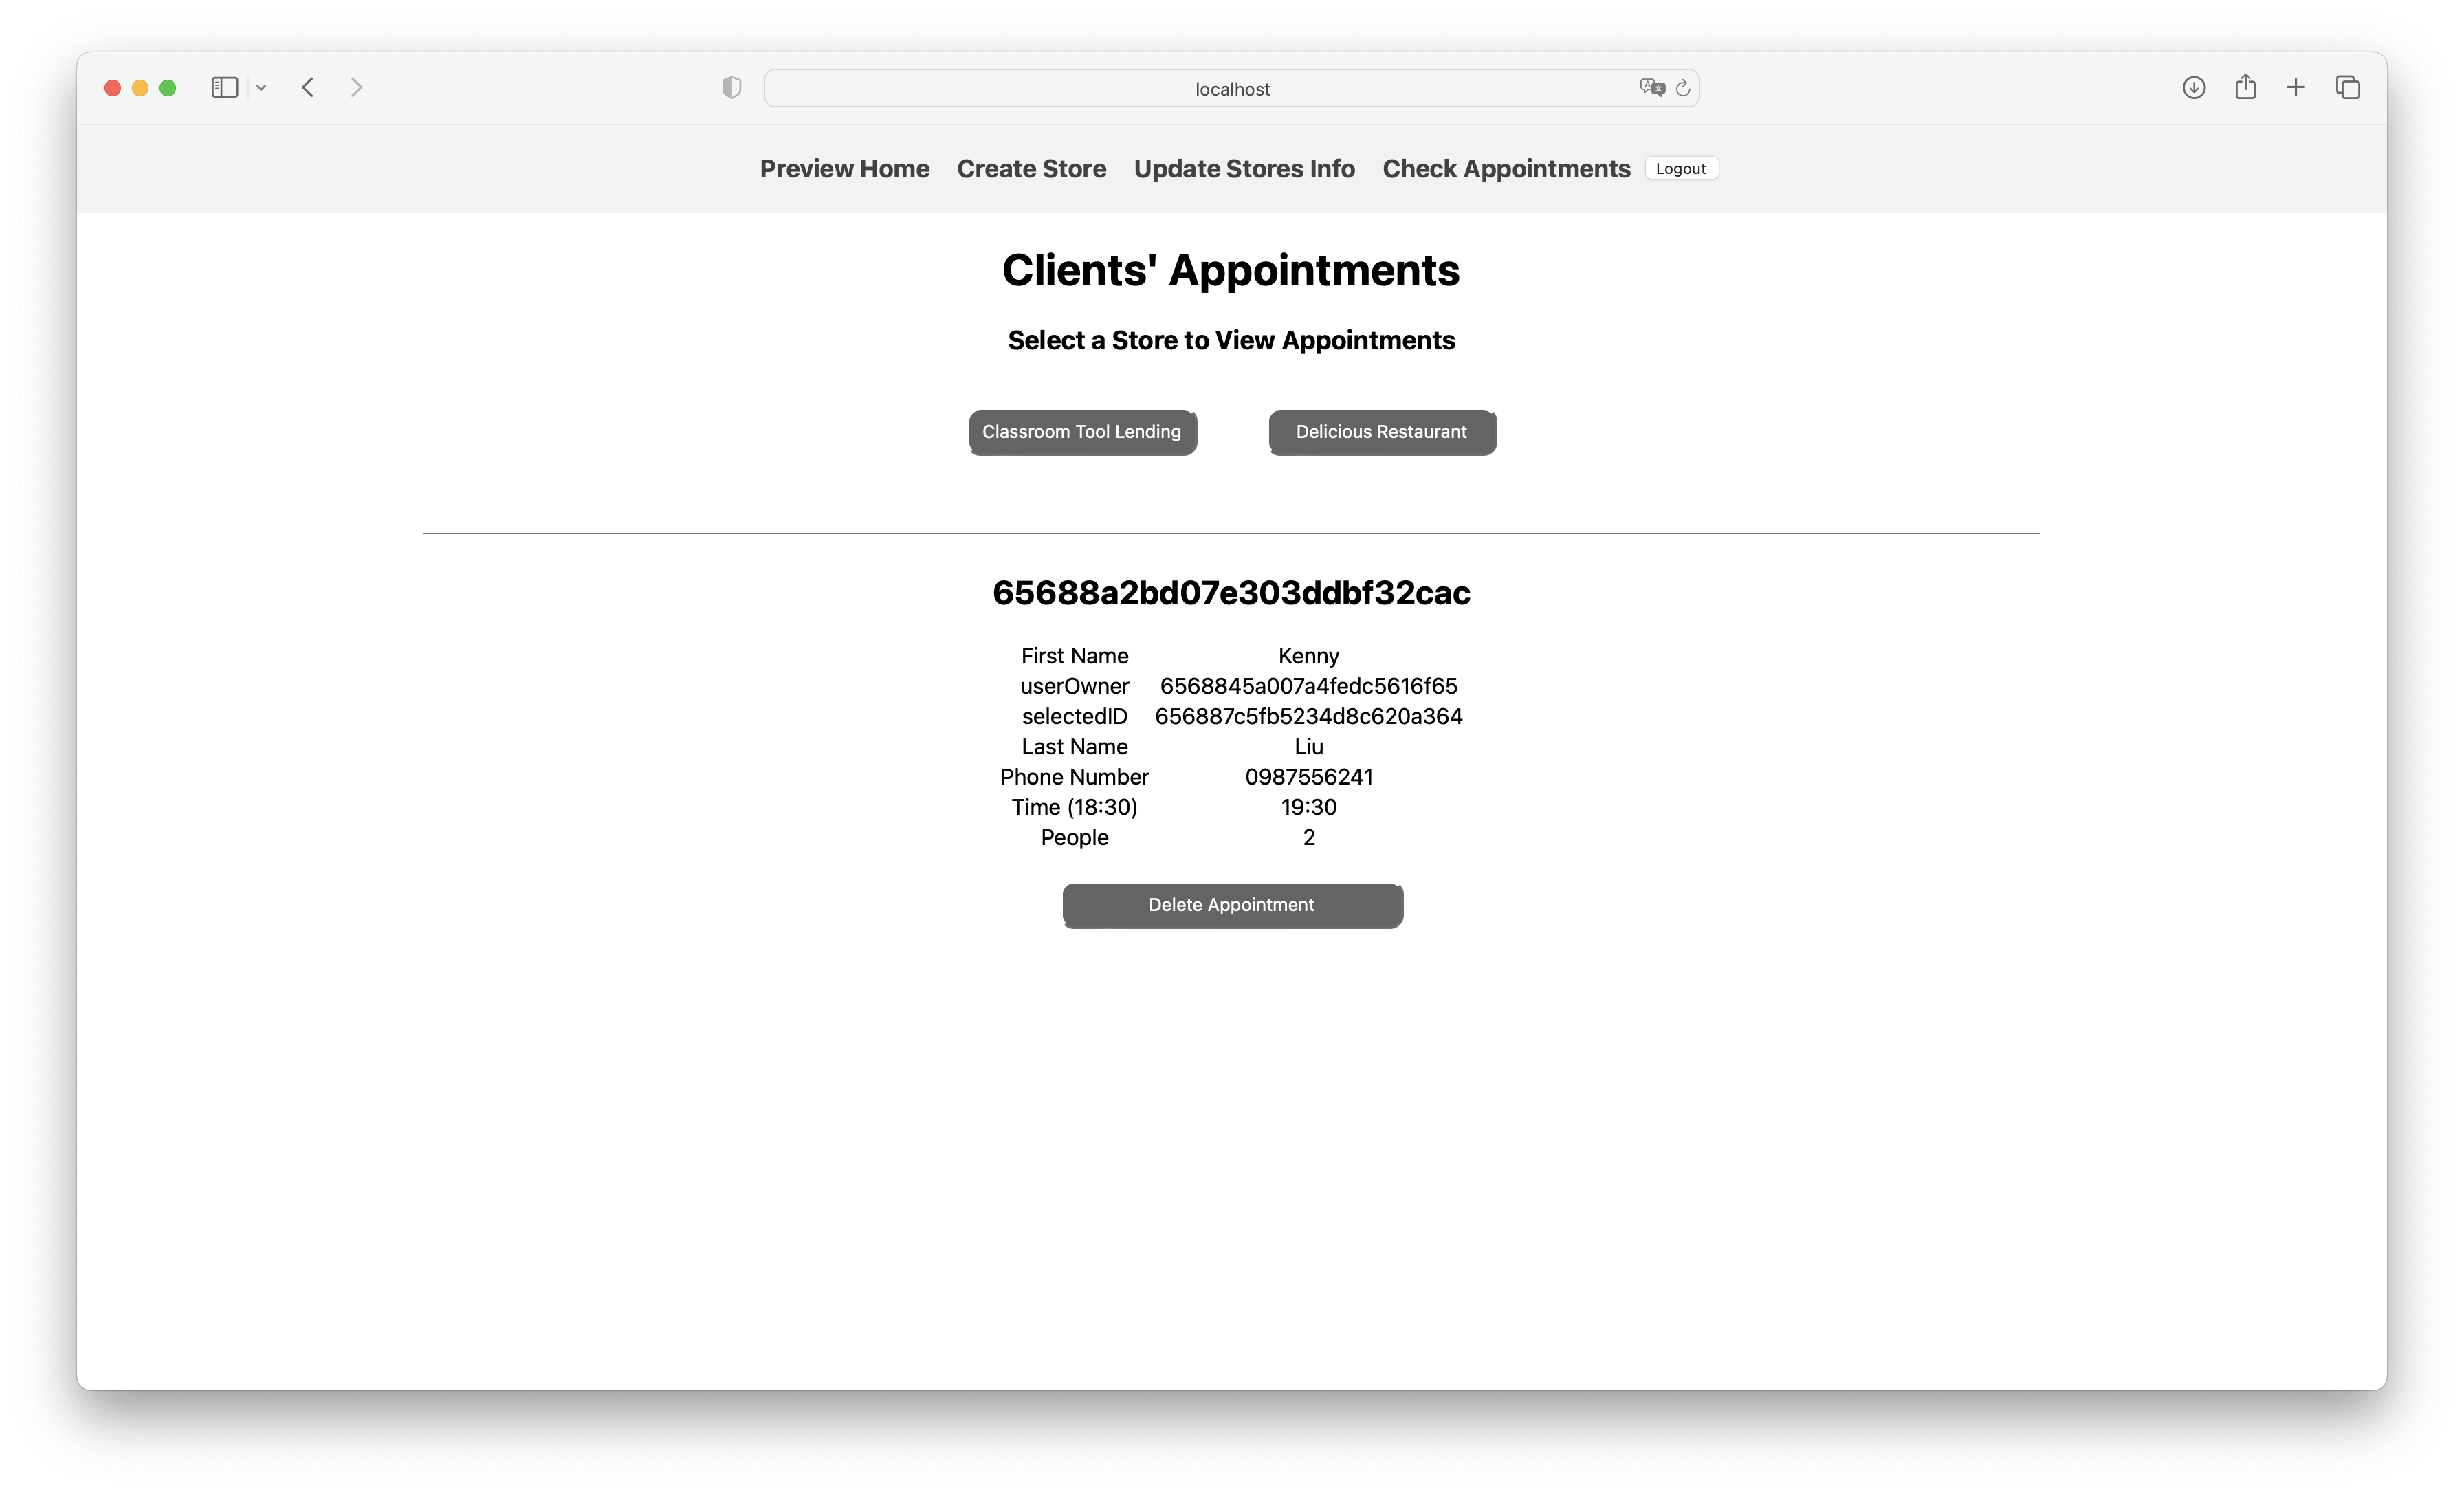 localhost
Preview Home Create Store Update Stores Info Check Appointments Logout
Clients' Appointments
Select a Store to View Appointments
Classroom Tool Lending Delicious Restaurant
65688a2bd07e303ddbf32cac
First Name Kenny
userOwner 6568845a007a4fedc5616f65
selectedID 656887c5fb5234d8c620a364
Last Name Liu
Phone Number 0987556241
Time (18:30) 19:30
People 2
Delete Appointment